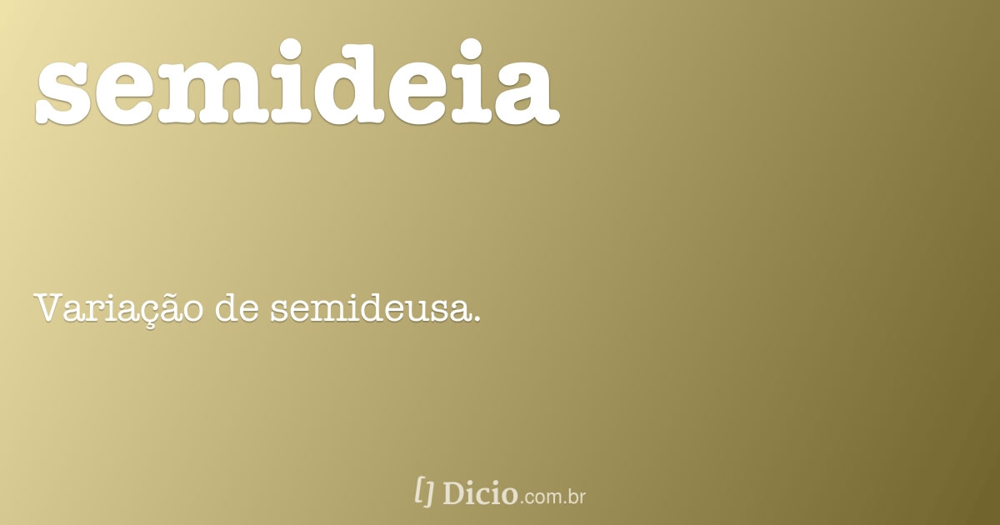 semideia
Variação de semideusa.
[] Dicio.com.br